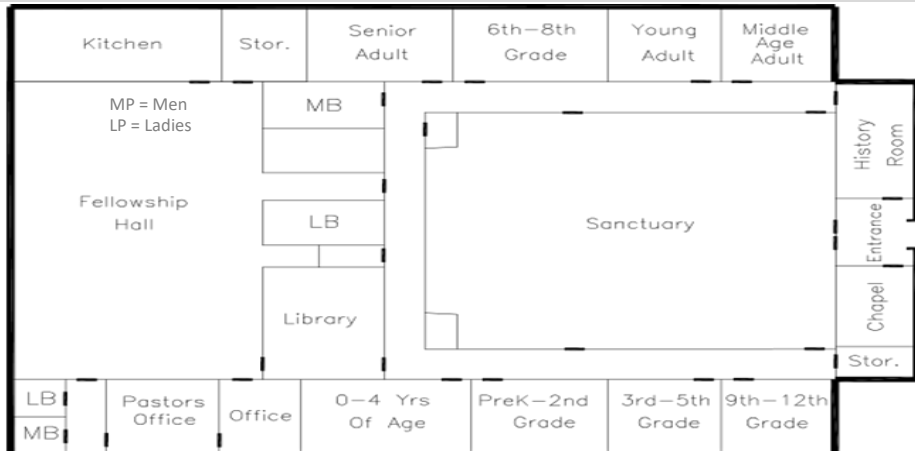 Kitchen
Stor.
Senior
Adult
6th-8th
Grade
Young
Adult
Middle
Age
Adult
MP = Men
LP = Ladies
MB
History
Room
Fellowship
Hall
LB
Sanctuary
Entrance
Library
Chapel
Stor.
LB
MB
Pastors
Office
Office
0-4 Yrs
Of Age
PreK-2nd
Grade
3rd-5th
Grade
9th-12th
Grade